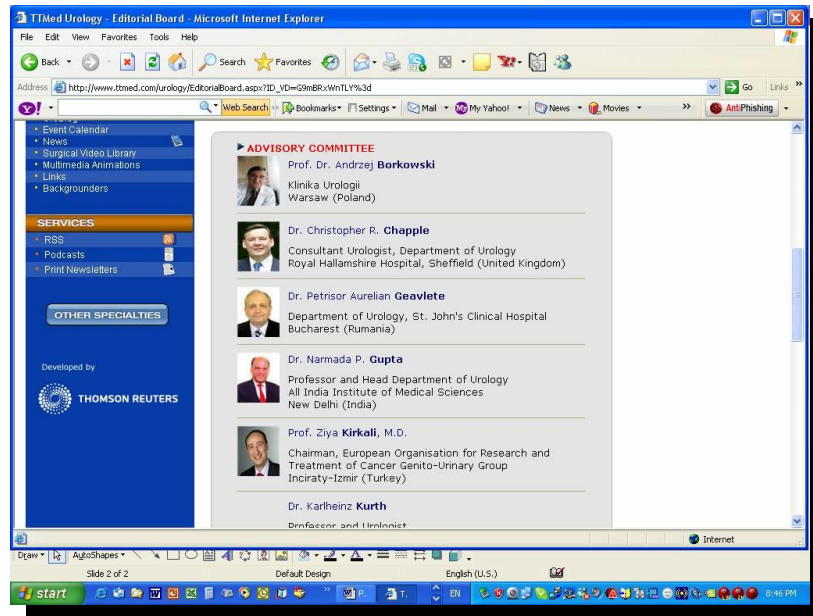 TTMed Urology - Editorial Board - Microsoft Internet Explorer
File Edit View Favorites Tools Help
Back Search Favorites
Address http://www.ttmed.com/urology/EditorialBoard.aspx?ID_VD=G9mBRxWnTLY%3d Go Links »
Y! Web Search Bookmarks Settings Mail My Yahoo! News Movies » AntiPhishing
Event Calendar
News
Surgical Video Library
Multimedia Animations
Links
Backgrounders
SERVICES
RSS
Podcasts
Print Newsletters
OTHER SPECIALTIES
Developed by
THOMSON REUTERS
ADVISORY COMMITTEE
Prof. Dr. Andrzej Borkowski
Klinika Urologii
Warsaw (Poland)
Dr. Christopher R. Chapple
Consultant Urologist, Department of Urology
Royal Hallamshire Hospital, Sheffield (United Kingdom)
Dr. Petrisor Aurelian Geavlete
Department of Urology, St. John's Clinical Hospital
Bucharest (Rumania)
Dr. Narmada P. Gupta
Professor and Head Department of Urology
All India Institute of Medical Sciences
New Delhi (India)
Prof. Ziya Kirkali, M.D.
Chairman, European Organisation for Research and
Treatment of Cancer Genito-Urinary Group
Inciraty-Izmir (Turkey)
Dr. Karlheinz Kurth
Professor and Urologist
Internet
Draw AutoShapes
Slide 2 of 2 Default Design English (U.S.)
start P. T. EN 8:46 PM